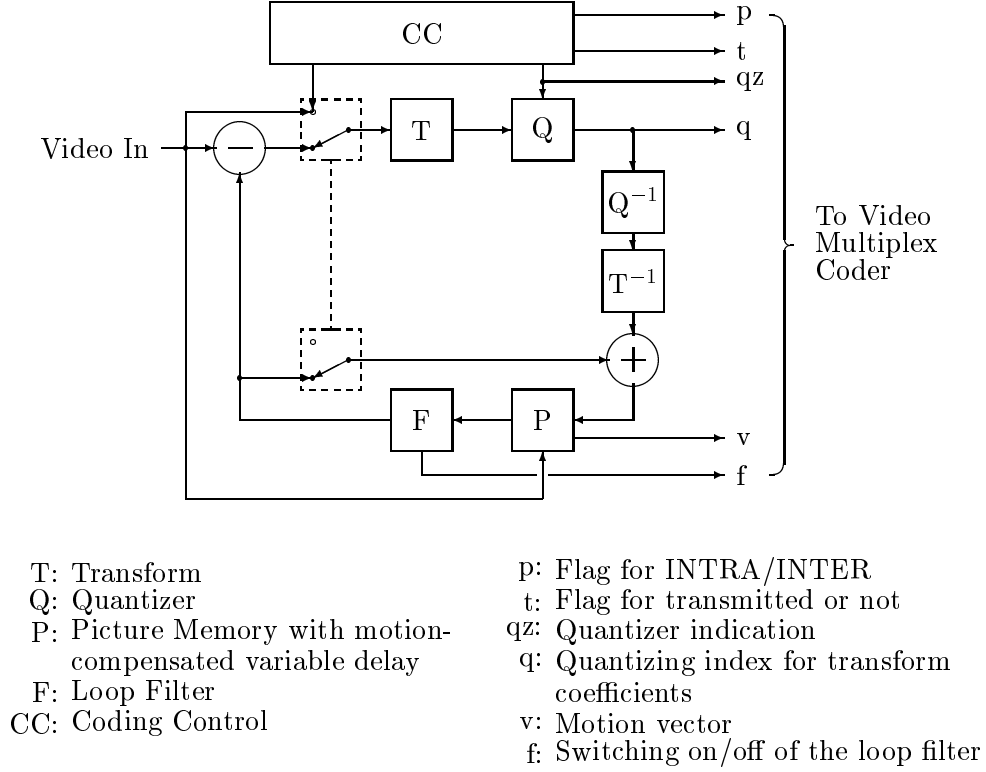 CC
p
t
qz
Video In
T
Q
q
Q⁻¹
To Video
Multiplex
Coder
T⁻¹
F
P
v
f
T: Transform
Q: Quantizer
P: Picture Memory with motion-
compensated variable delay
F: Loop Filter
CC: Coding Control
p: Flag for INTRA/INTER
t: Flag for transmitted or not
qz: Quantizer indication
q: Quantizing index for transform
coefficients
v: Motion vector
f: Switching on/off of the loop filter